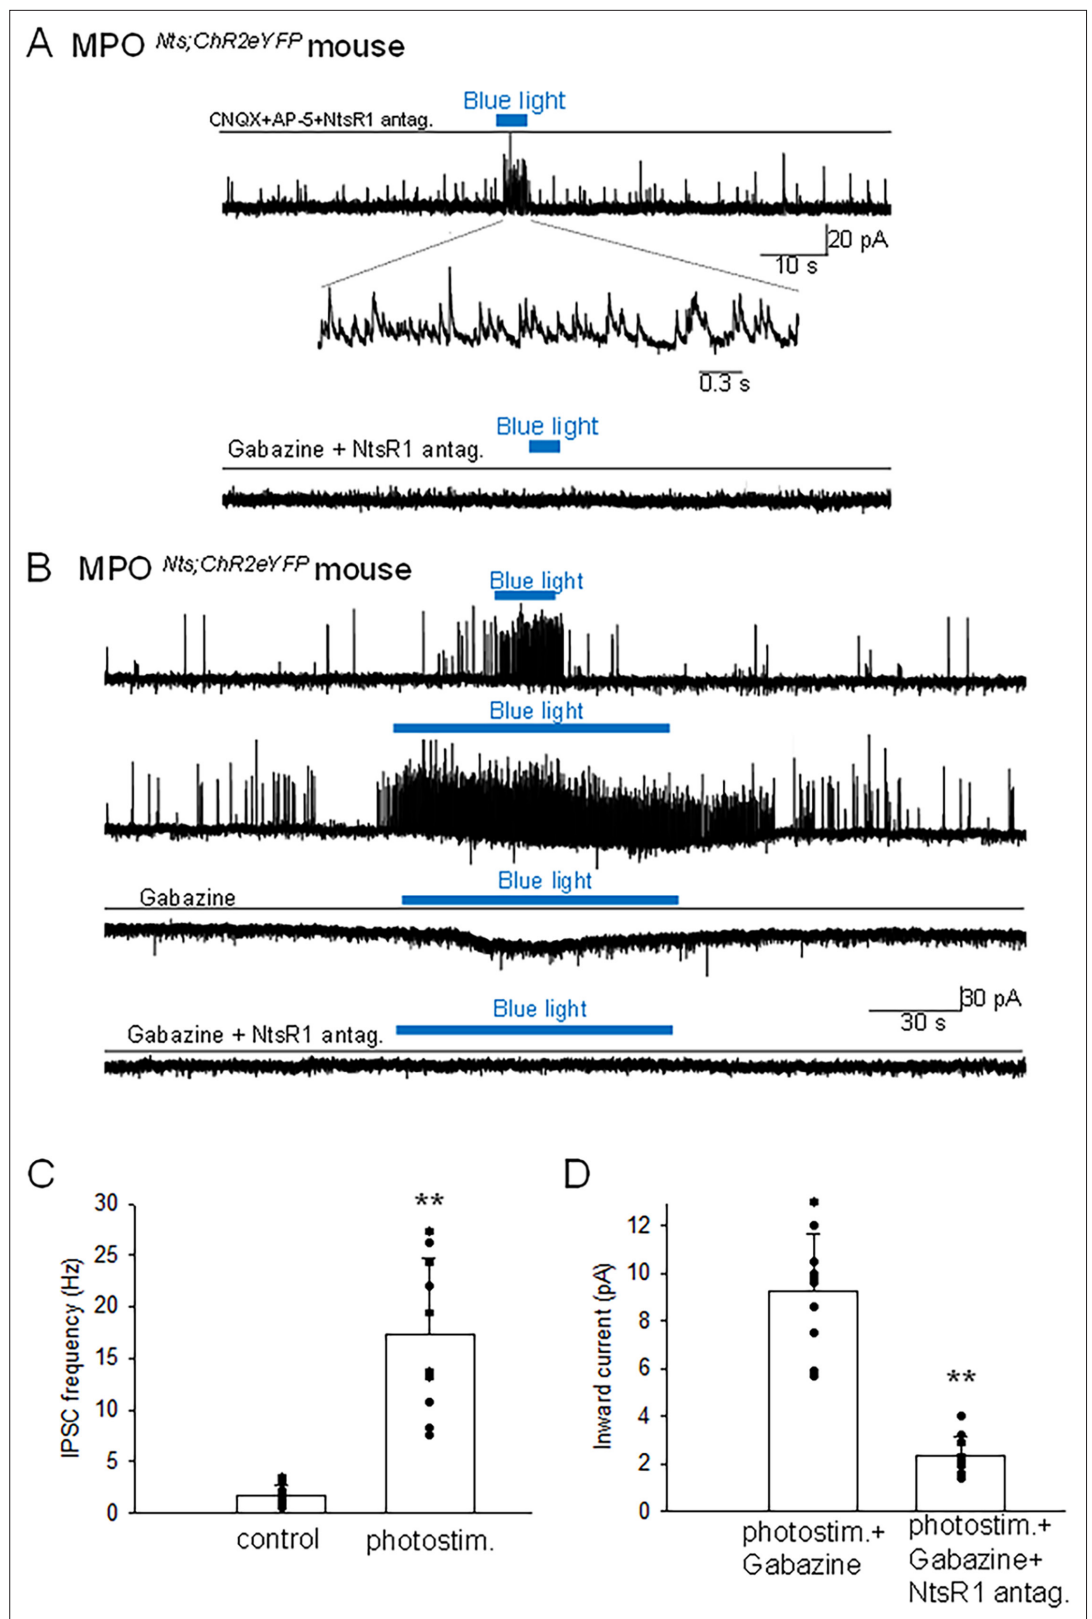 A MPO Nts;ChR2eYFP mouse
Blue light
CNQX+AP-5+NtsR1 antag.
20 pA
10 s
0.3 s
Blue light
Gabazine + NtsR1 antag.
B MPO Nts;ChR2eYFP mouse
Blue light
Blue light
Blue light
Gabazine
30 pA
30 s
Blue light
Gabazine + NtsR1 antag.
C
IPSC frequency (Hz)
30
25
20
15
10
5
0
**
control
photostim.
D
Inward current (pA)
12
10
8
6
4
2
0
**
photostim.+
Gabazine
photostim.+
Gabazine+
NtsR1 antag.